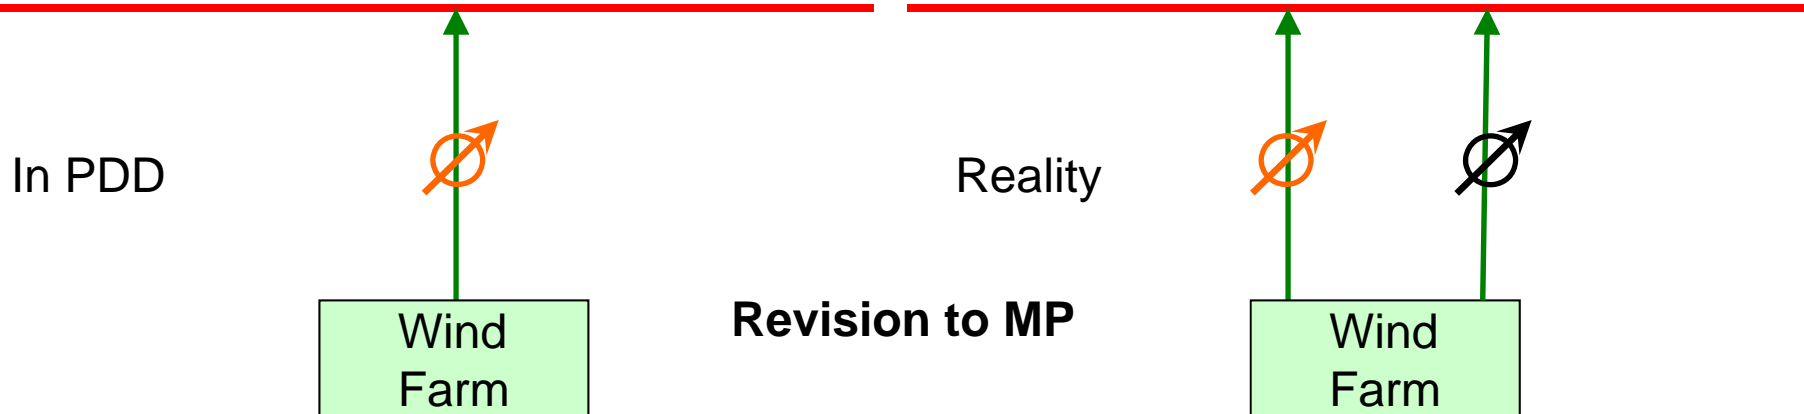 In PDD
Reality
Revision to MP
Wind
Farm
Wind
Farm